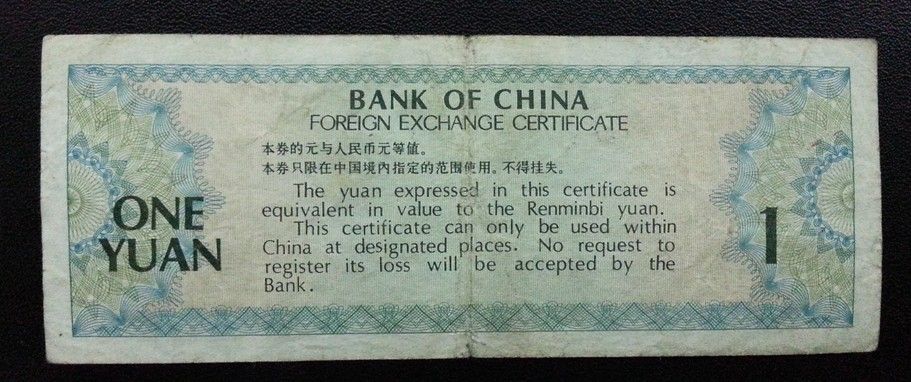 BANK OF CHINA
FOREIGN EXCHANGE CERTIFICATE
本券的元与人民币元等值。
本券只限在中国境内指定的范围使用。不得挂失。
The yuan expressed in this certificate is
equivalent in value to the Renminbi yuan.
This certificate can only be used within
China at designated places. No request to
register its loss will be accepted by the
Bank.
ONE
YUAN
1